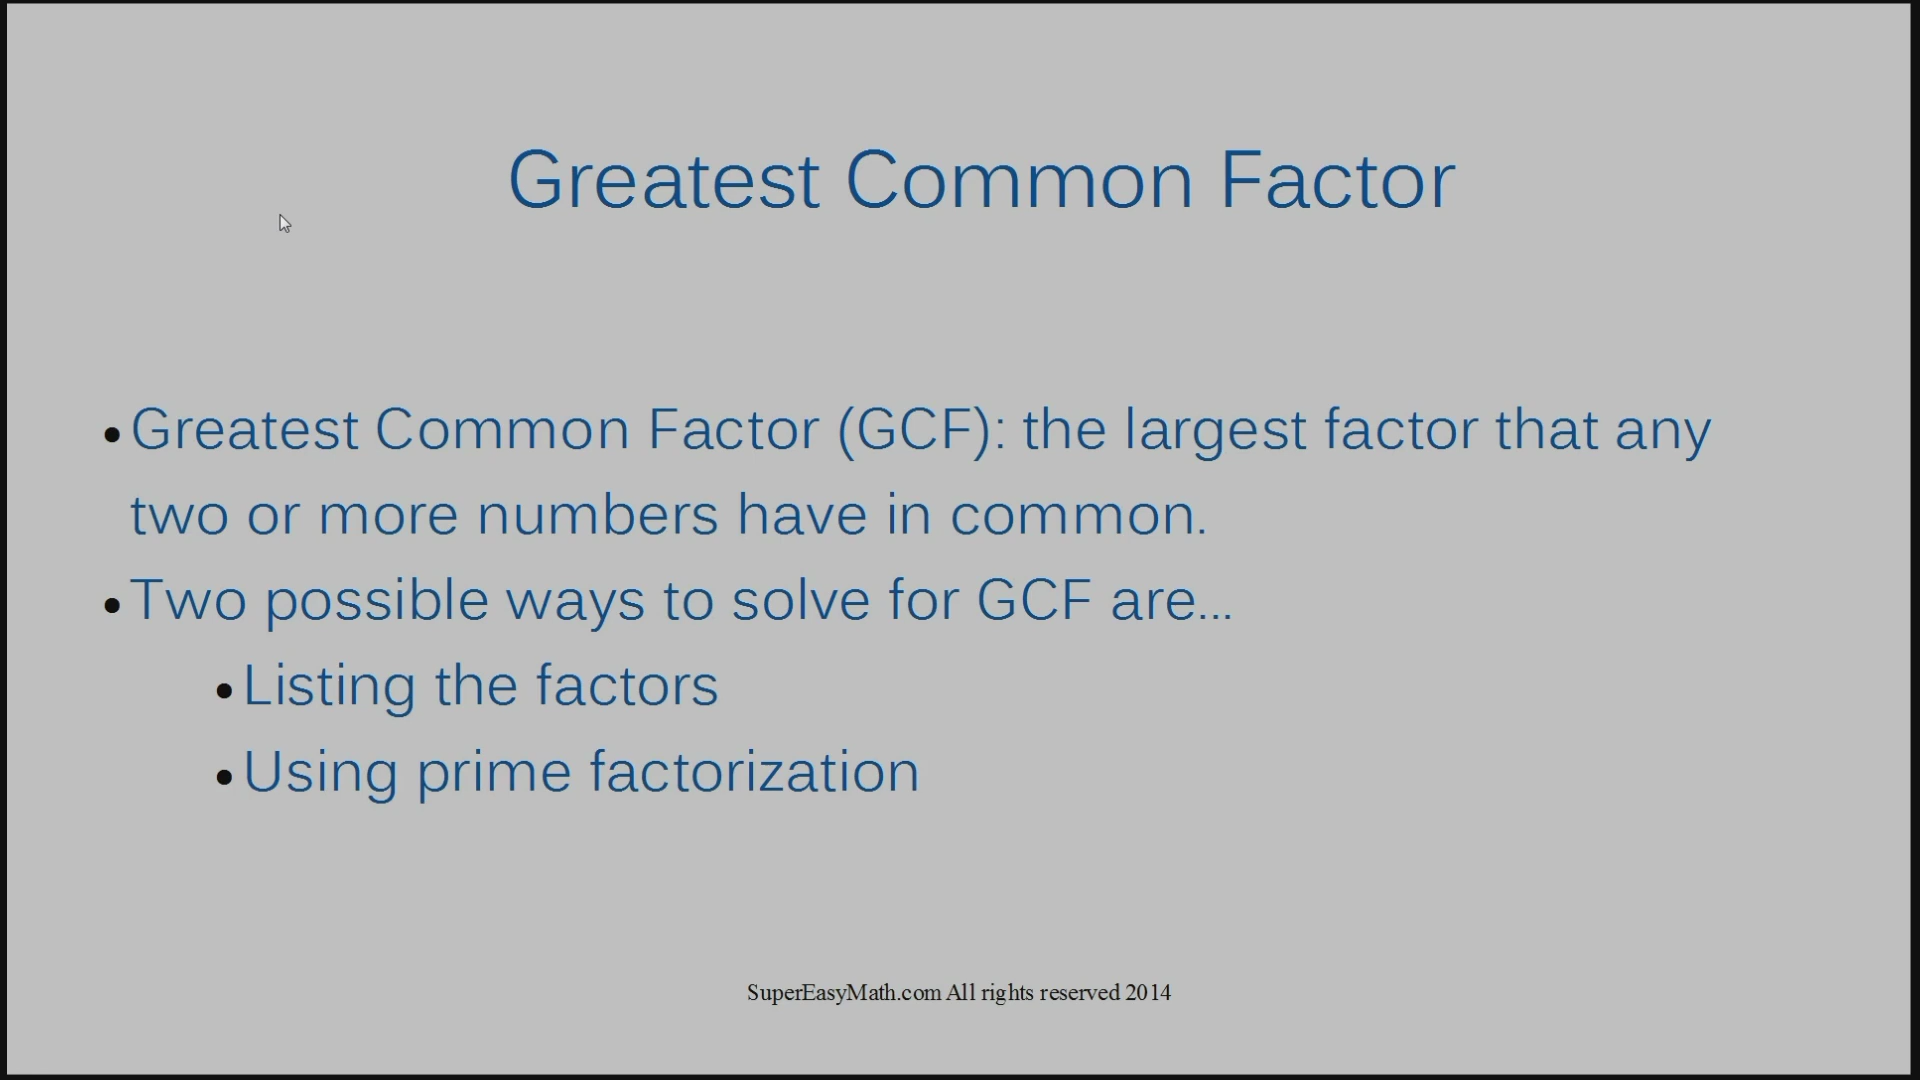 Greatest Common Factor
• Greatest Common Factor (GCF): the largest factor that any
two or more numbers have in common.
• Two possible ways to solve for GCF are...
• Listing the factors
• Using prime factorization
SuperEasyMath.com All rights reserved 2014